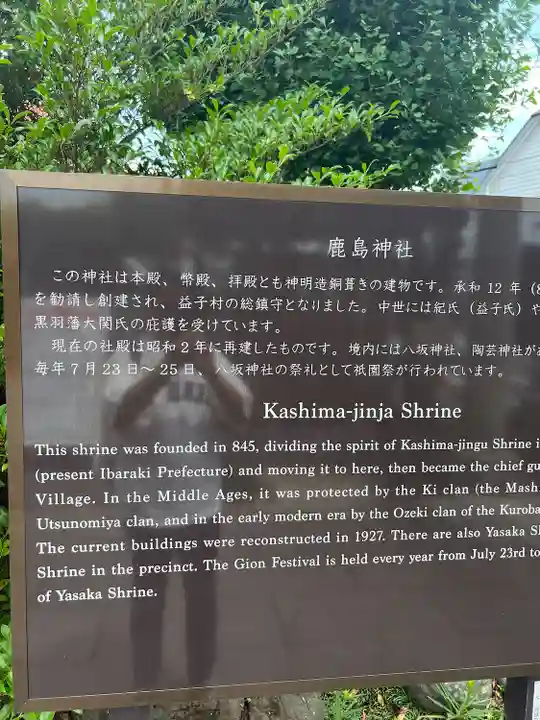 鹿島神社
この神社は本殿、幣殿、拝殿とも神明造銅葺きの建物です。承和12年（8
を勧請し創建され、益子村の総鎮守となりました。中世には紀氏（益子氏）や
黒羽藩大関氏の庇護を受けています。
現在の社殿は昭和2年に再建したものです。境内には八坂神社、陶芸神社があ
毎年7月23日〜25日、八坂神社の祭礼として祇園祭が行われています。
Kashima-jinja Shrine
This shrine was founded in 845, dividing the spirit of Kashima-jingu Shrine i
(present Ibaraki Prefecture) and moving it to here, then became the chief gu
Village. In the Middle Ages, it was protected by the Ki clan (the Mash
Utsunomiya clan, and in the early modern era by the Ozeki clan of the Kuroba
The current buildings were reconstructed in 1927. There are also Yasaka S
Shrine in the precinct. The Gion Festival is held every year from July 23rd to
of Yasaka Shrine.